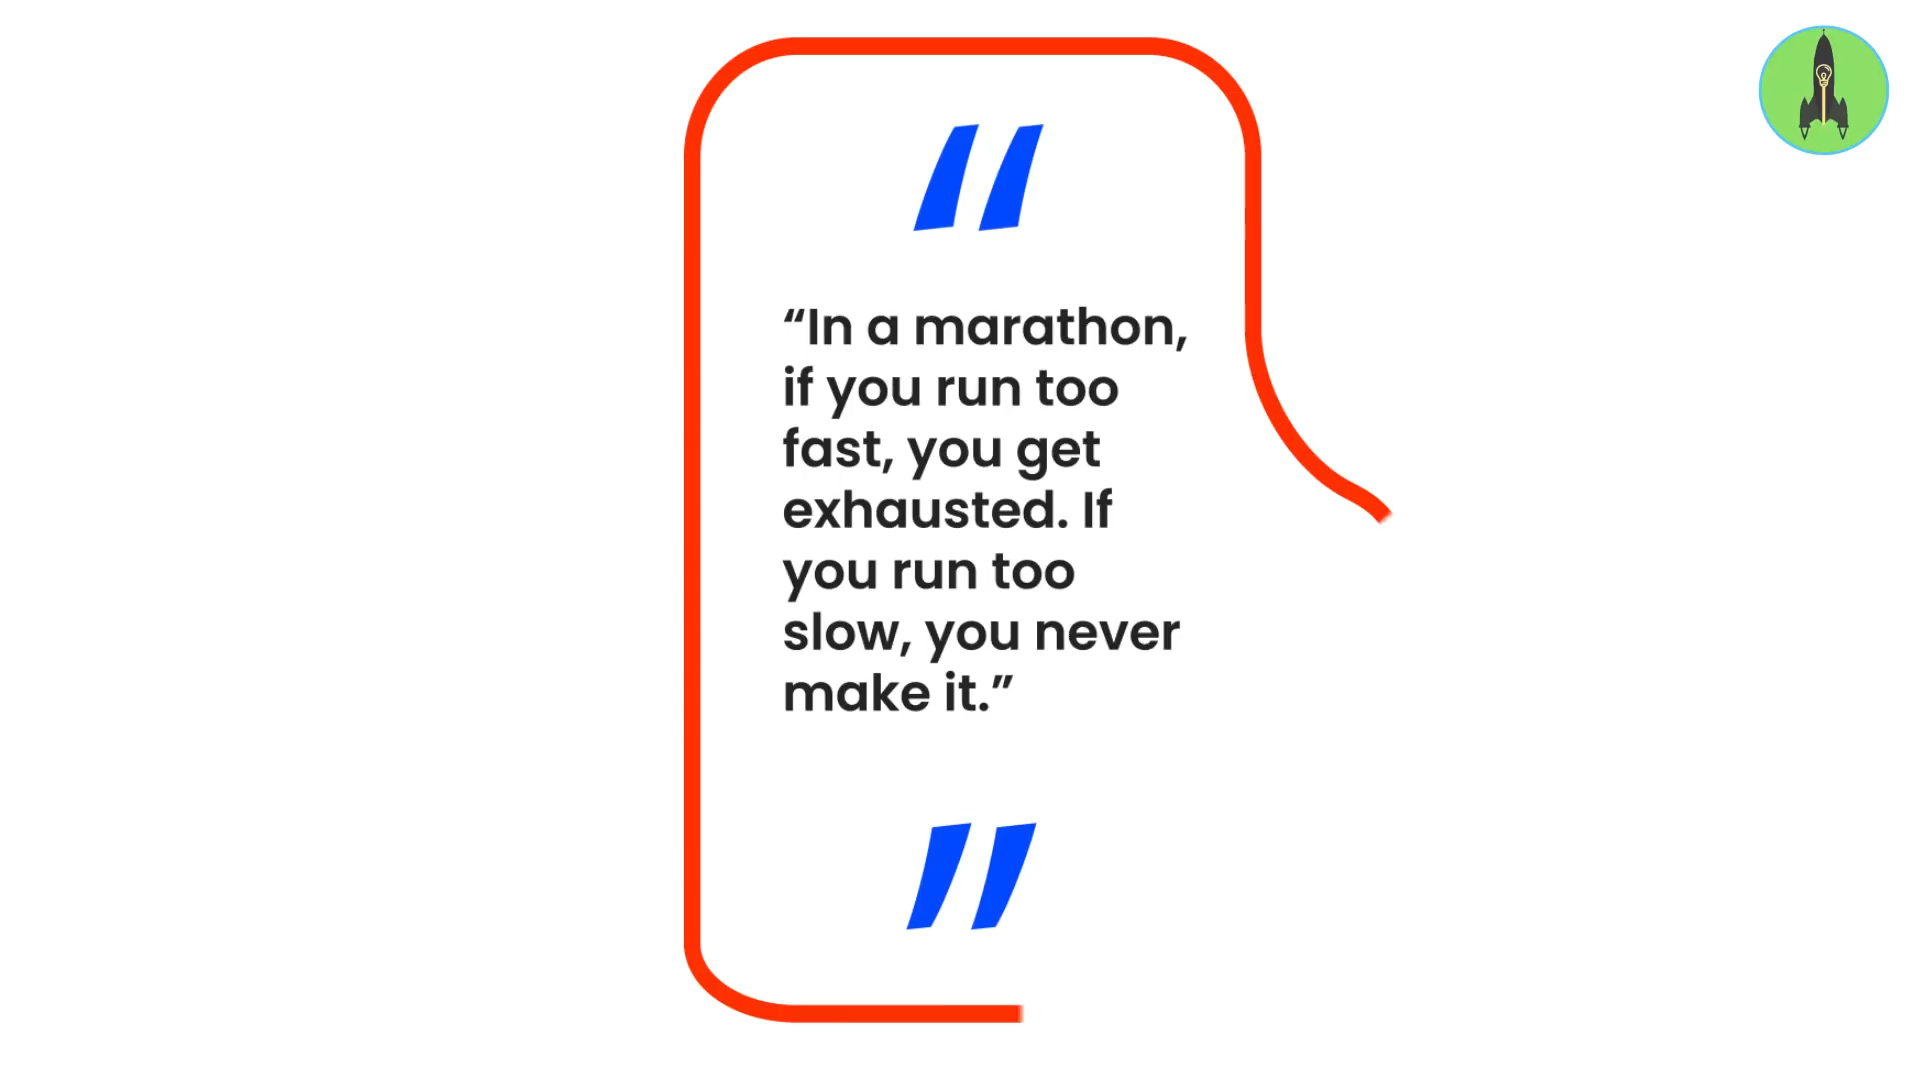 “In a marathon,
if you run too
fast, you get
exhausted. If
you run too
slow, you never
make it.”